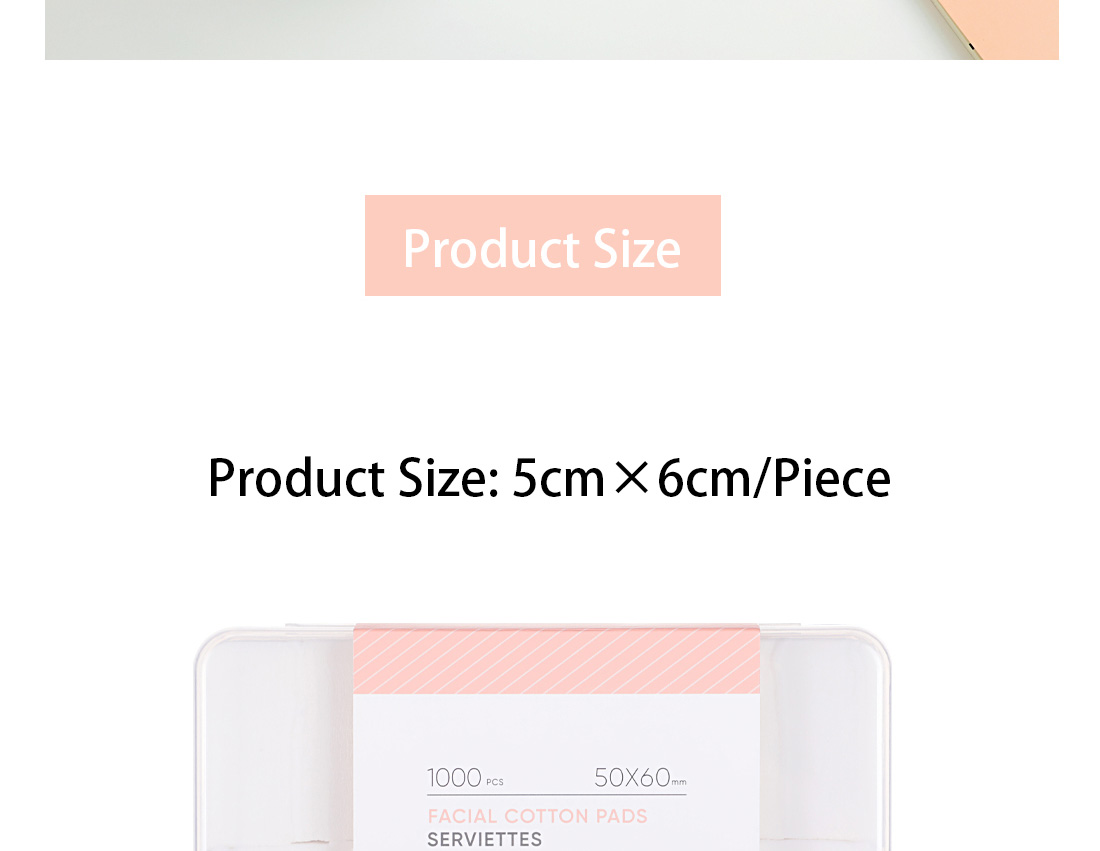 Product Size
Product Size: 5cm×6cm/Piece
1000 PCS 50X60mm
FACIAL COTTON PADS
SERVIETTES